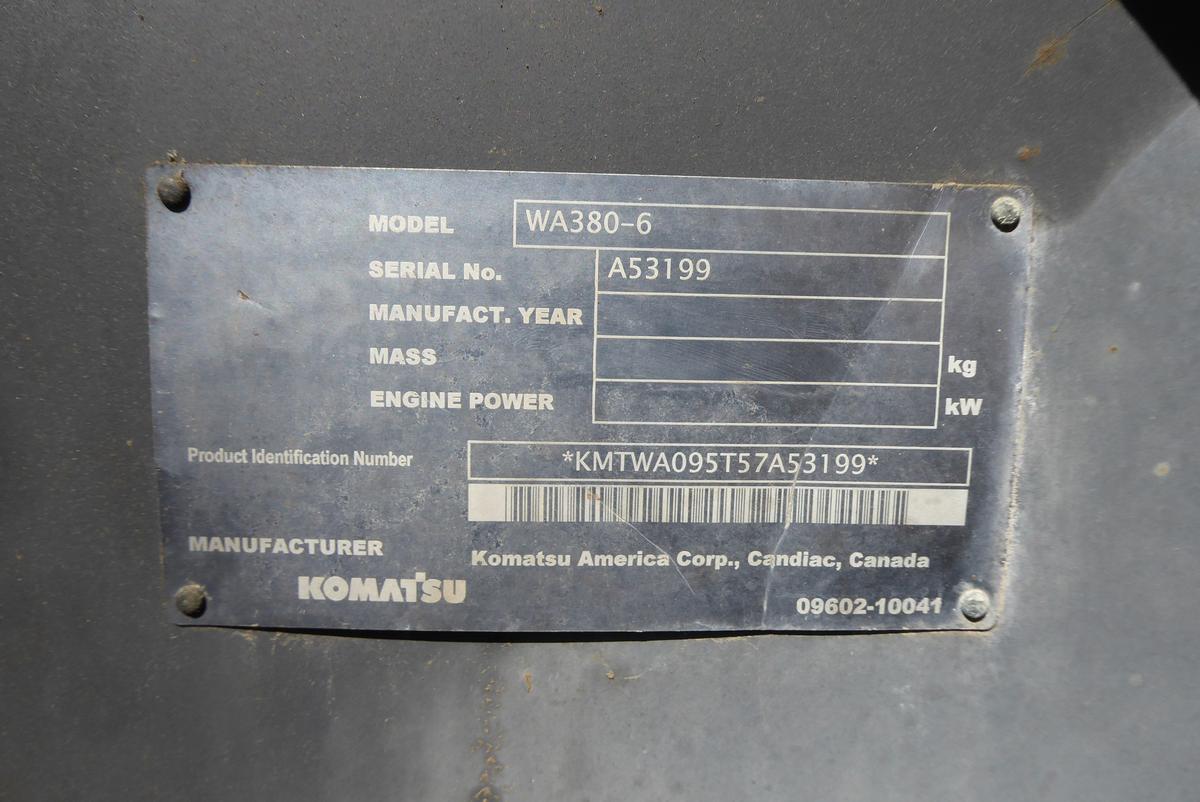 MODEL WA380-6
SERIAL No. A53199
MANUFACT. YEAR
MASS kg
ENGINE POWER kW
Product Identification Number *KMTWA095T57A53199*
MANUFACTURER Komatsu America Corp., Candiac, Canada
KOMATSU
09602-10041